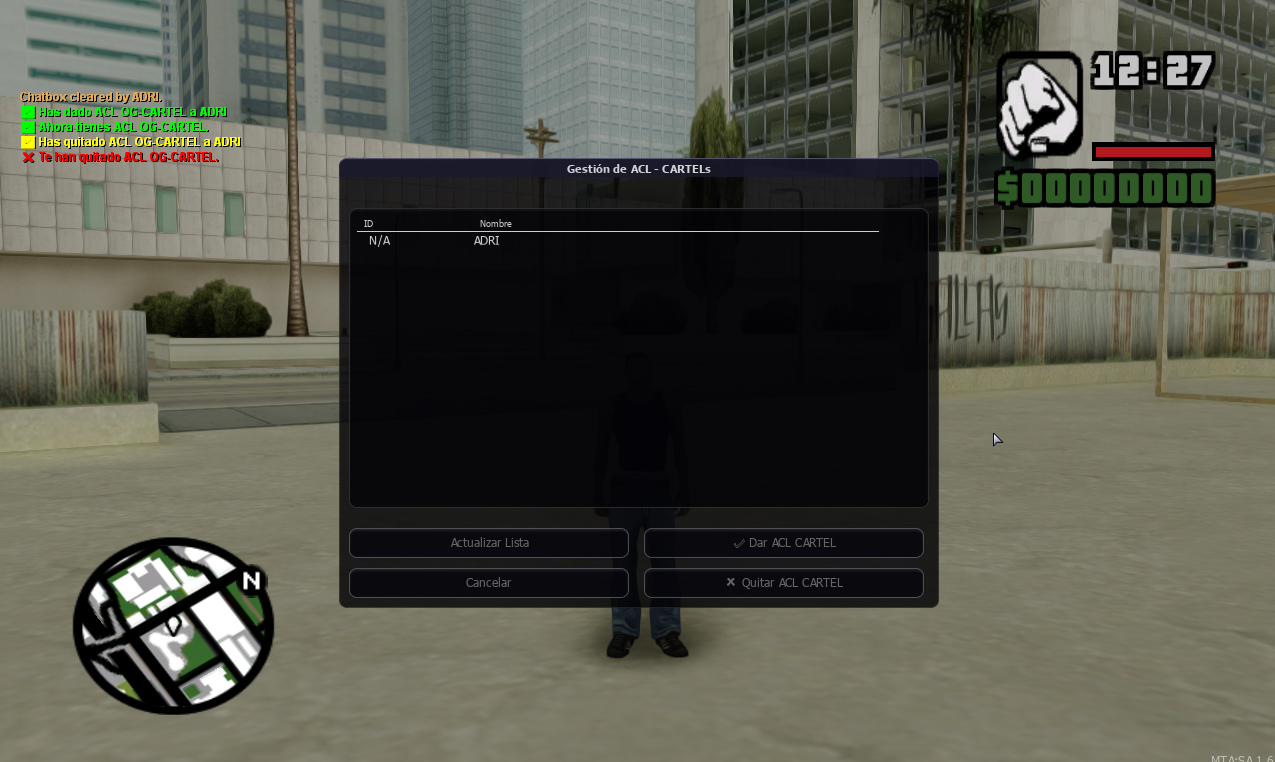 12:27
Chatbox cleared by ADRI.
Has dado ACL OG-CARTEL a ADRI
Ahora tienes ACL OG-CARTEL.
Has quitado ACL OG-CARTEL a ADRI
Te han quitado ACL OG-CARTEL.
$00000000
Gestión de ACL - CARTELs
ID Nombre
N/A ADRI
Actualizar Lista
Dar ACL CARTEL
Cancelar
Quitar ACL CARTEL
N
MTA:SA 1.6